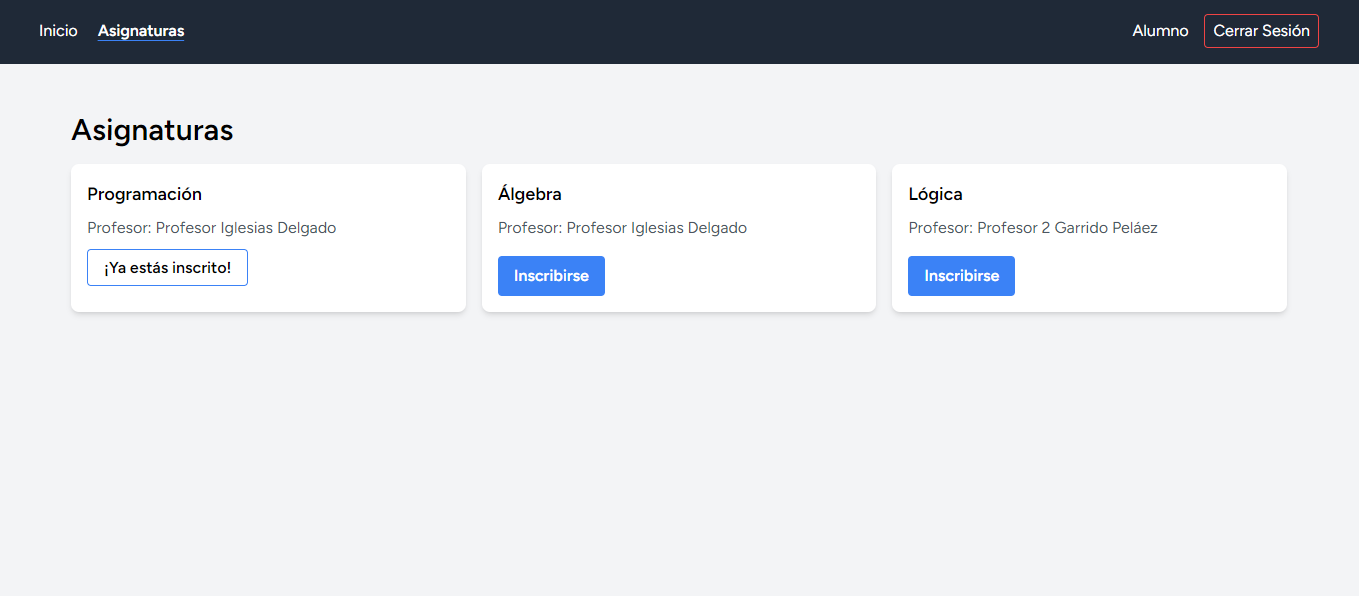 Inicio Asignaturas Alumno Cerrar Sesión
Asignaturas
Programación
Profesor: Profesor Iglesias Delgado
¡Ya estás inscrito!
Álgebra
Profesor: Profesor Iglesias Delgado
Inscribirse
Lógica
Profesor: Profesor 2 Garrido Peláez
Inscribirse